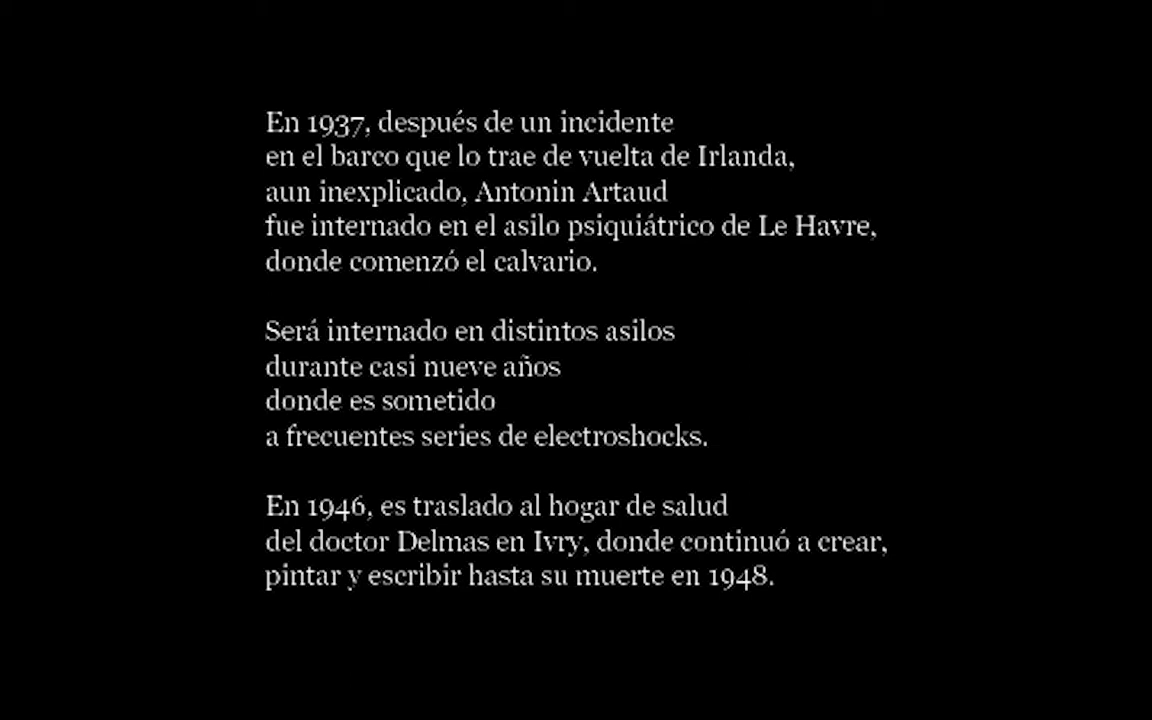 En 1937, después de un incidente
en el barco que lo trae de vuelta de Irlanda,
aun inexplicado, Antonin Artaud
fue internado en el asilo psiquiátrico de Le Havre,
donde comenzó el calvario.
Será internado en distintos asilos
durante casi nueve años
donde es sometido
a frecuentes series de electroshocks.
En 1946, es traslado al hogar de salud
del doctor Delmas en Ivry, donde continuó a crear,
pintar y escribir hasta su muerte en 1948.